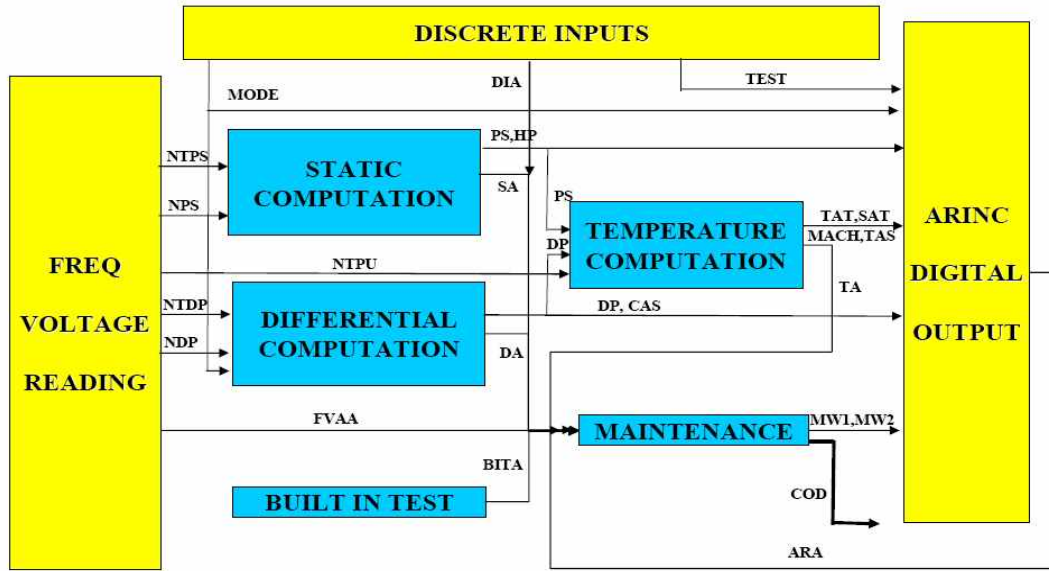 DISCRETE INPUTS
TEST
DIA
MODE
PS,HP
NTPS
STATIC
COMPUTATION
SA
NPS
PS
TAT,SAT
MACH,TAS
TEMPERATURE
COMPUTATION
DP
NTPU
TA
FREQ
VOLTAGE
READING
ARINC
DIGITAL
OUTPUT
NTDP
DIFFERENTIAL
COMPUTATION
DP, CAS
NDP
DA
FVAA
MAINTENANCE
MW1,MW2
BITA
BUILT IN TEST
COD
ARA